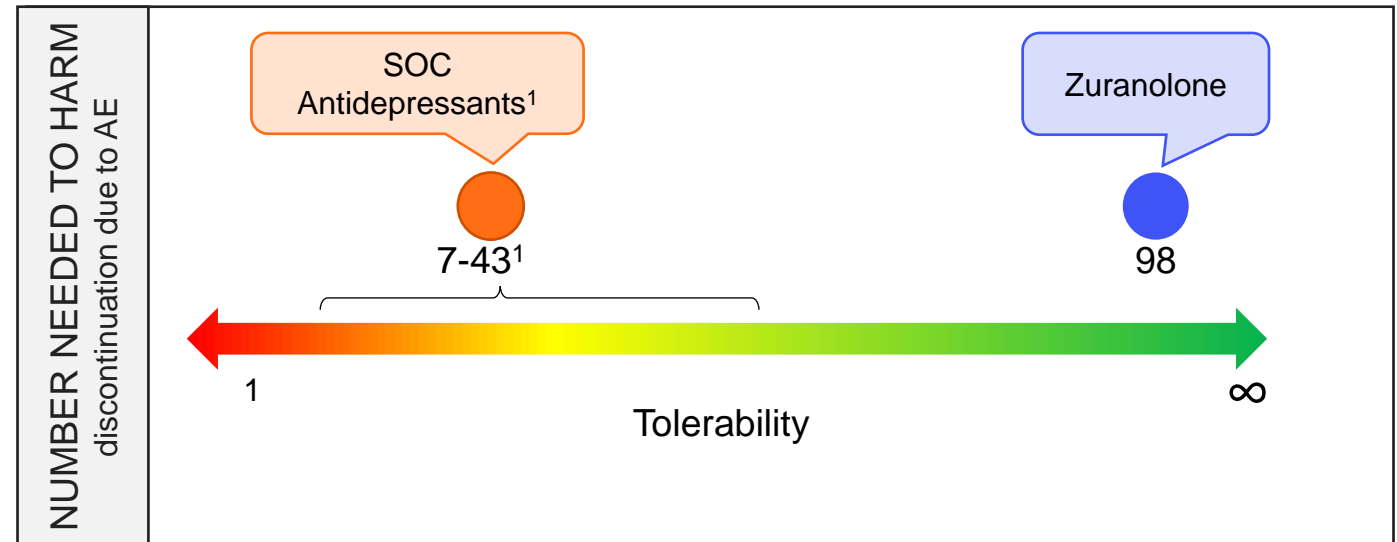 NUMBER NEEDED TO HARM
discontinuation due to AE
SOC
Antidepressants¹
Zuranolone
7-43¹
98
1
∞
Tolerability